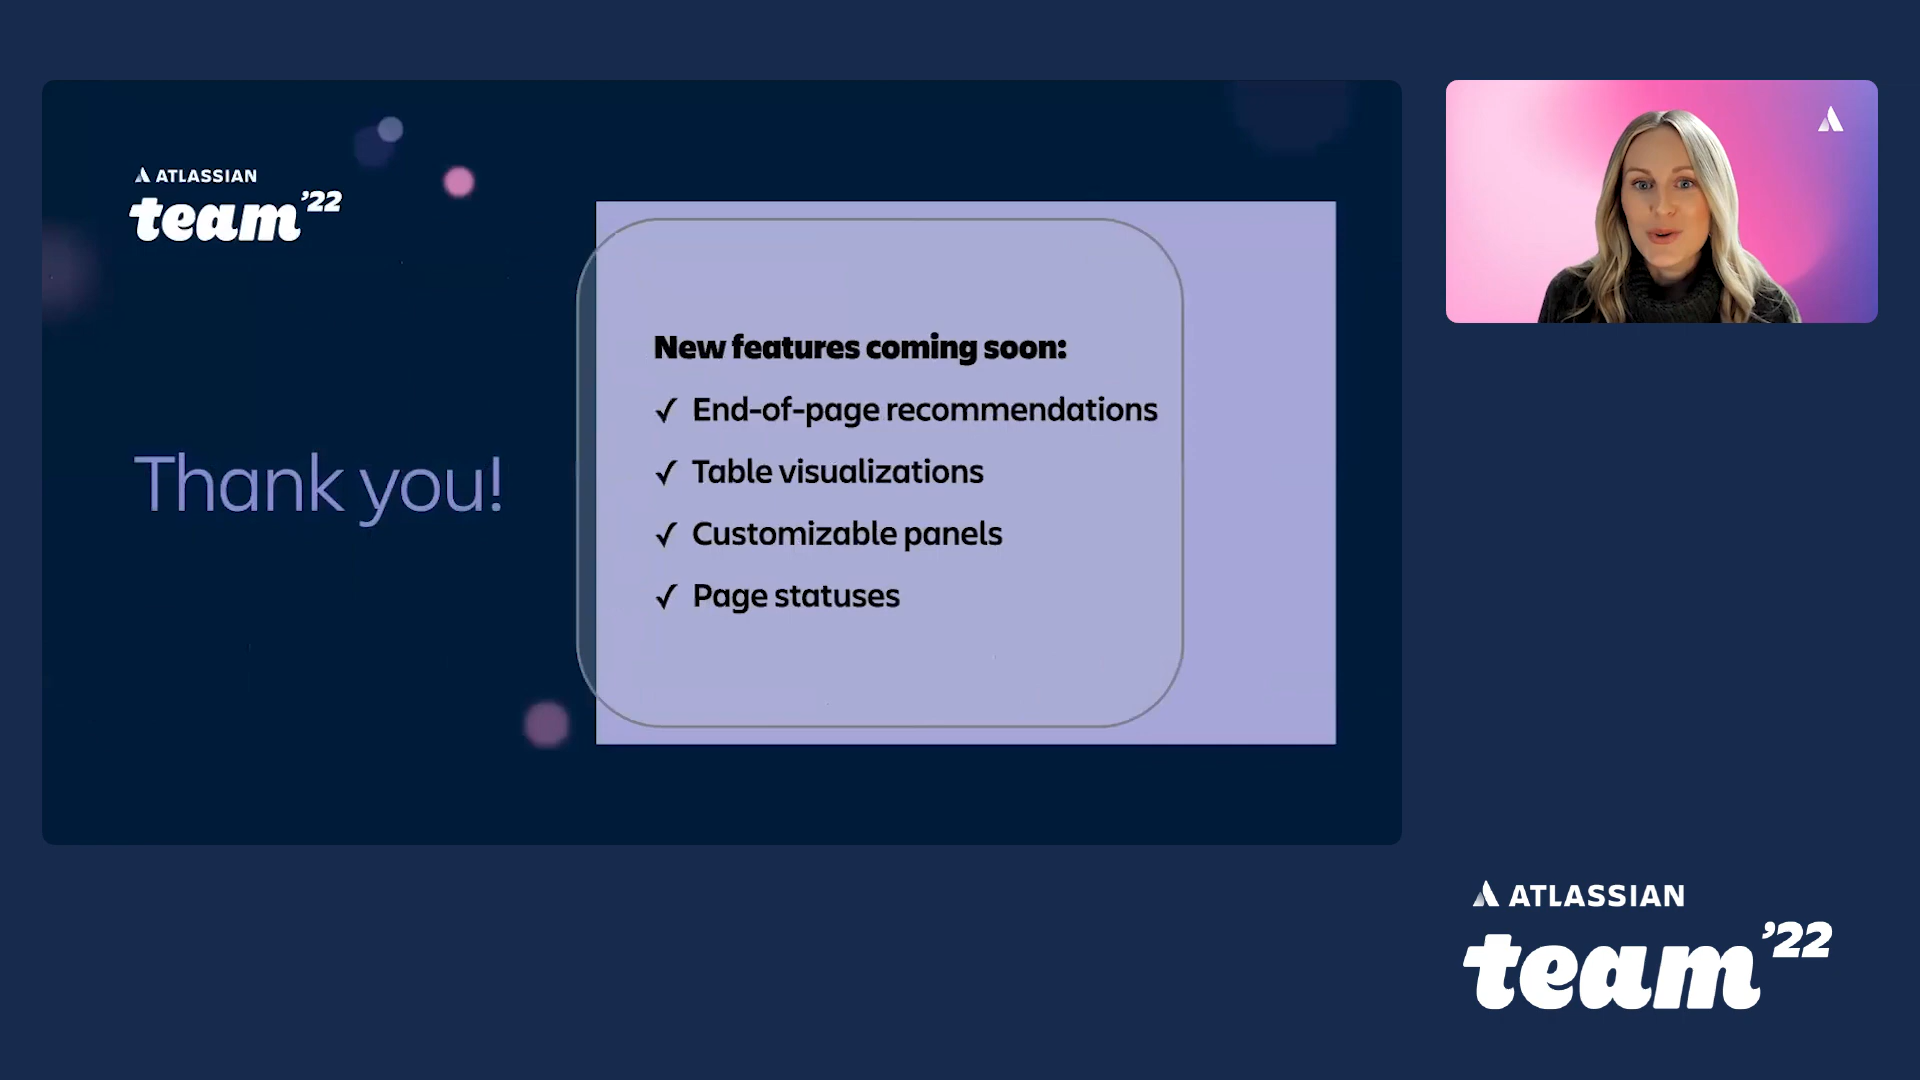 ATLASSIAN
team '22
Thank you!
New features coming soon:
✓ End-of-page recommendations
✓ Table visualizations
✓ Customizable panels
✓ Page statuses
ATLASSIAN
team '22